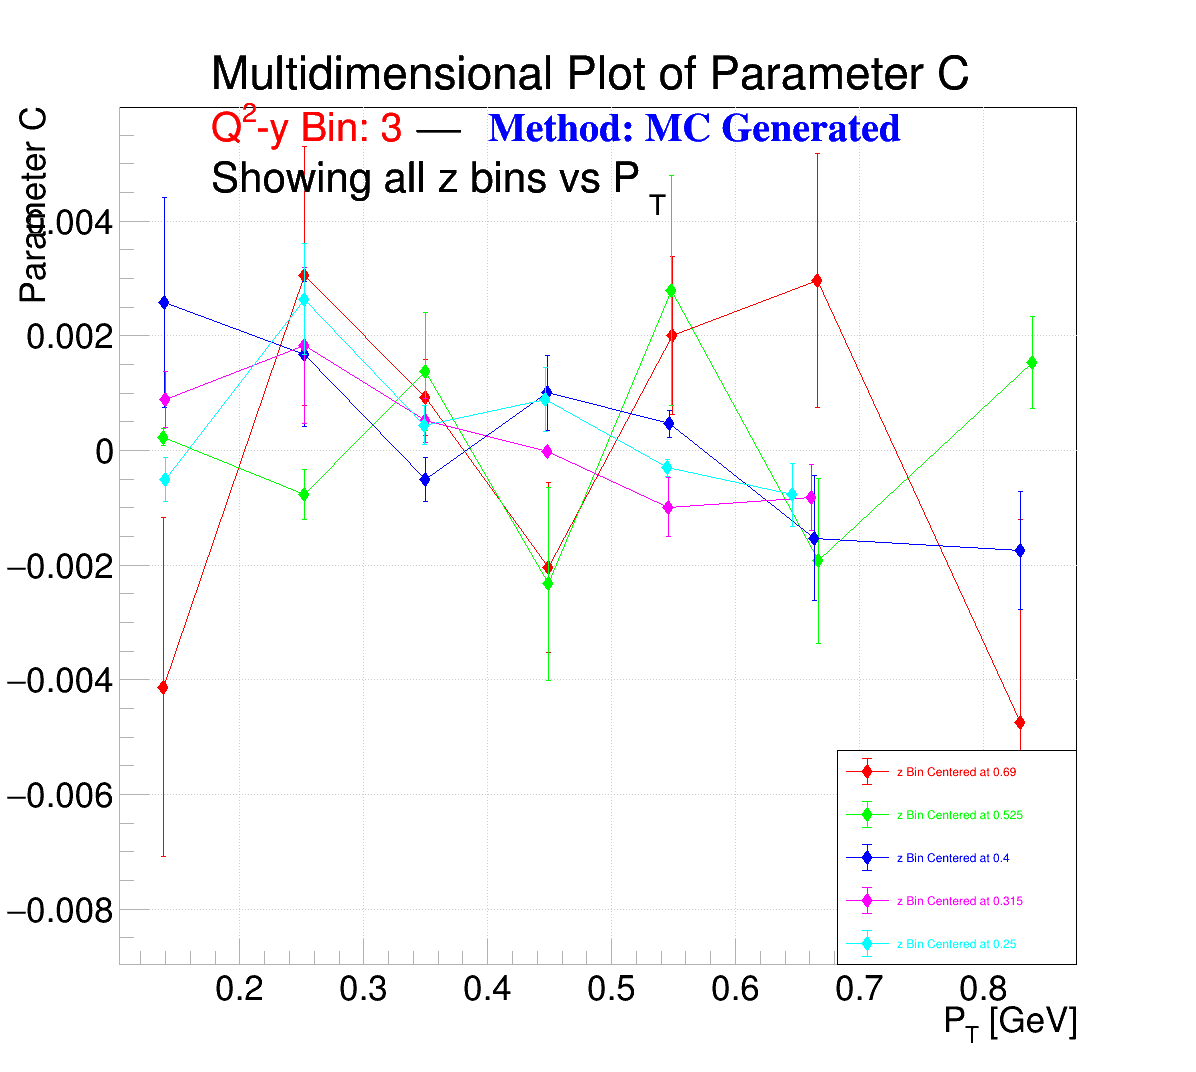 Multidimensional Plot of Parameter C
Q2-y Bin: 3 — Method: MC Generated
Showing all z bins vs P T
Parameter C
0.004
0.002
0
−0.002
−0.004
−0.006
−0.008
z Bin Centered at 0.69
z Bin Centered at 0.525
z Bin Centered at 0.4
z Bin Centered at 0.315
z Bin Centered at 0.25
0.2 0.3 0.4 0.5 0.6 0.7 0.8
PT [GeV]